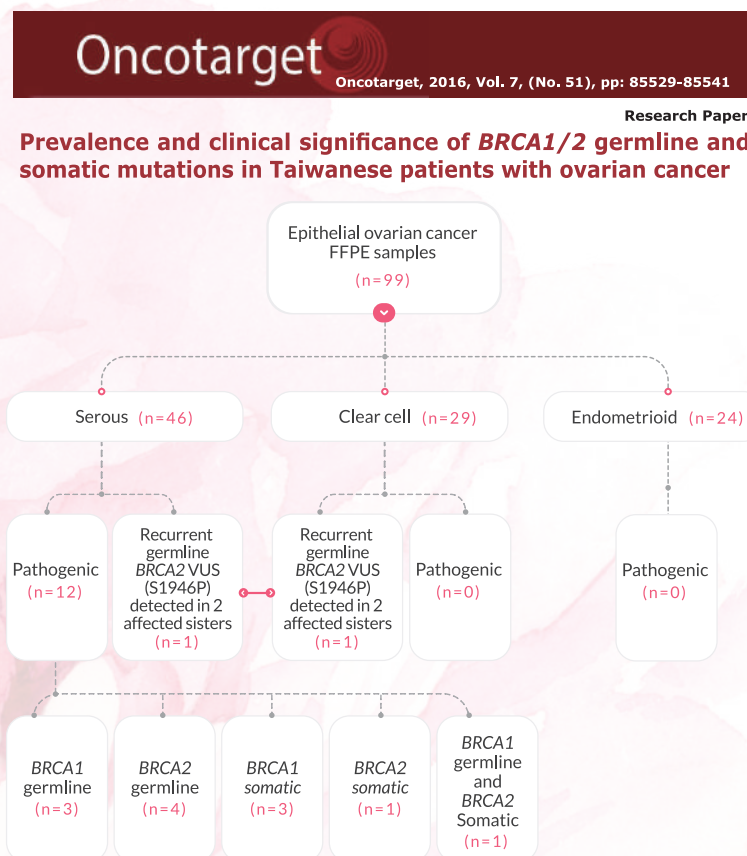 Oncotarget
Oncotarget, 2016, Vol. 7, (No. 51), pp: 85529-85541
Research Paper
Prevalence and clinical significance of BRCA1/2 germline and
somatic mutations in Taiwanese patients with ovarian cancer
Epithelial ovarian cancer
FFPE samples
(n=99)
Serous (n=46)
Clear cell (n=29)
Endometrioid (n=24)
Pathogenic
(n=12)
Recurrent
germline
BRCA2 VUS
(S1946P)
detected in 2
affected sisters
(n=1)
Recurrent
germline
BRCA2 VUS
(S1946P)
detected in 2
affected sisters
(n=1)
Pathogenic
(n=0)
Pathogenic
(n=0)
BRCA1
germline
(n=3)
BRCA2
germline
(n=4)
BRCA1
somatic
(n=3)
BRCA2
somatic
(n=1)
BRCA1
germline
and
BRCA2
Somatic
(n=1)